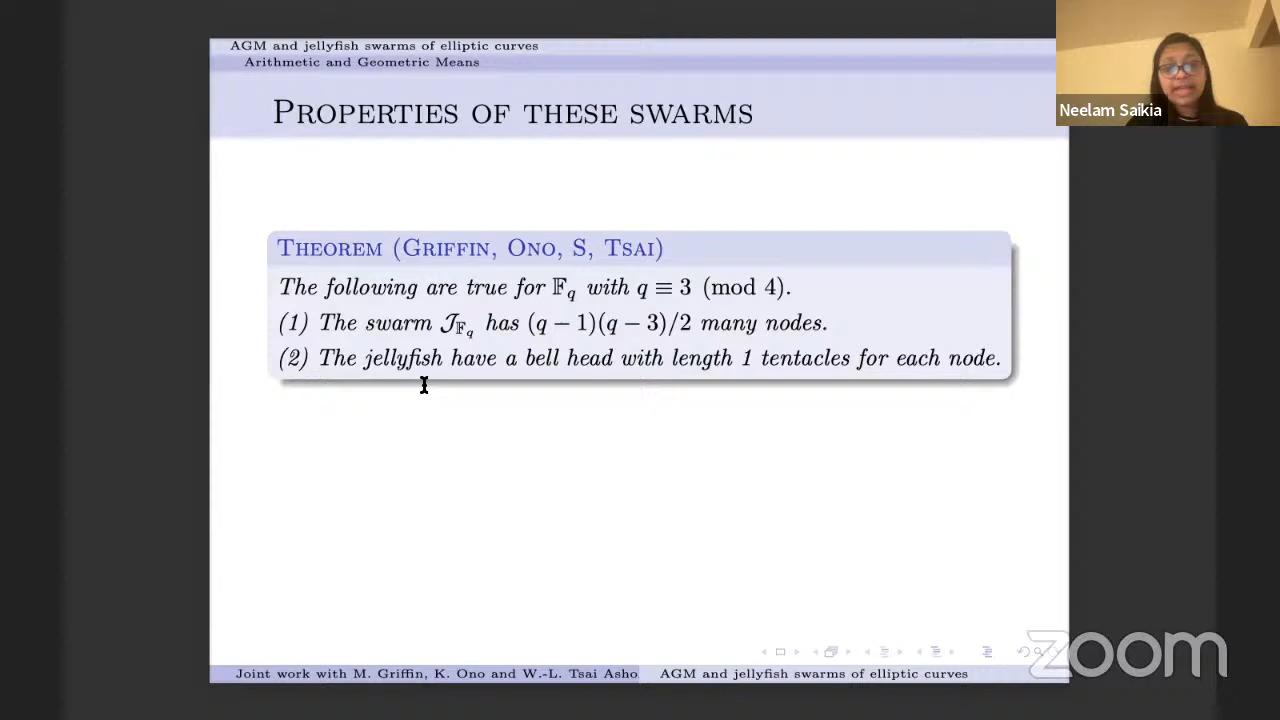 AGM and jellyfish swarms of elliptic curves
Arithmetic and Geometric Means
Properties of these swarms
Neelam Saikia
Theorem (Griffin, Ono, S, Tsai)
The following are true for 𝔽_q with q ≡ 3 (mod 4).
(1) The swarm 𝒥_{𝔽_q} has (q − 1)(q − 3)/2 many nodes.
(2) The jellyfish have a bell head with length 1 tentacles for each node.
Joint work with M. Griffin, K. Ono and W.-L. Tsai Asho
AGM and jellyfish swarms of elliptic curves
zoom